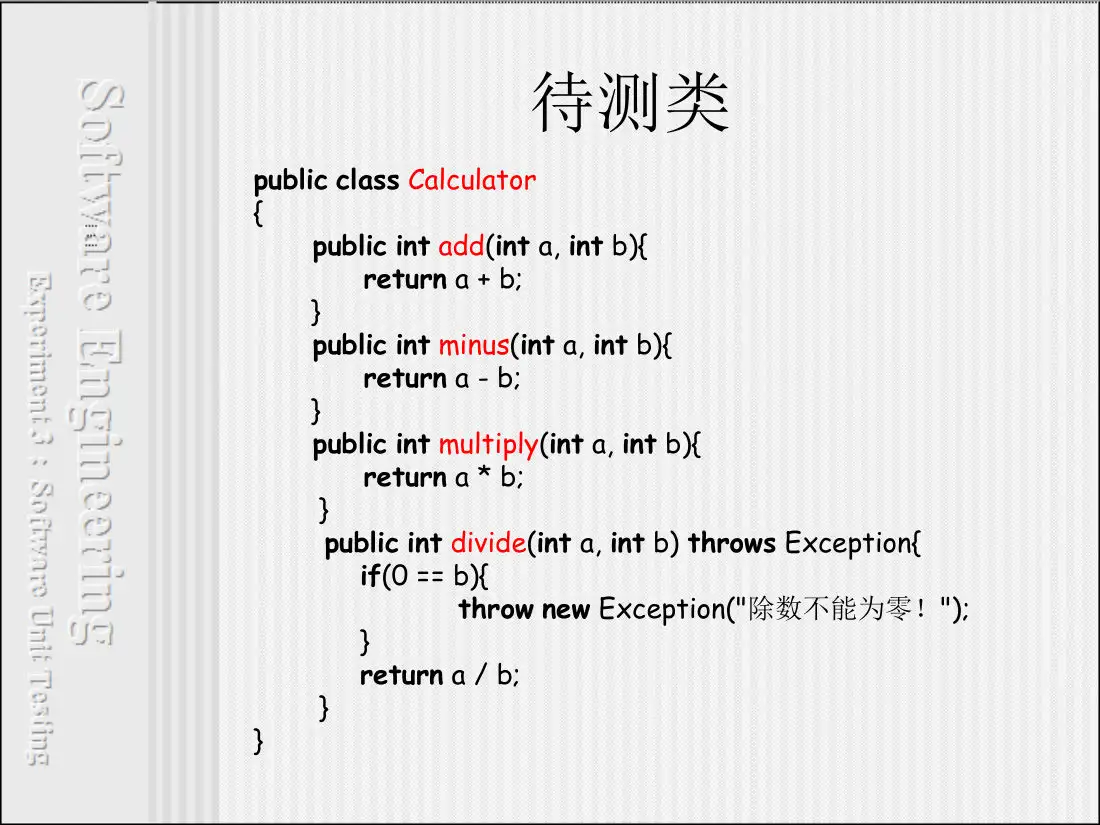 待测类
public class Calculator
{
public int add(int a, int b){
return a + b;
}
public int minus(int a, int b){
return a - b;
}
public int multiply(int a, int b){
return a * b;
}
public int divide(int a, int b) throws Exception{
if(0 == b){
throw new Exception("除数不能为零！");
}
return a / b;
}
}
Software Engineering
Experiment3 : Software Unit Testing